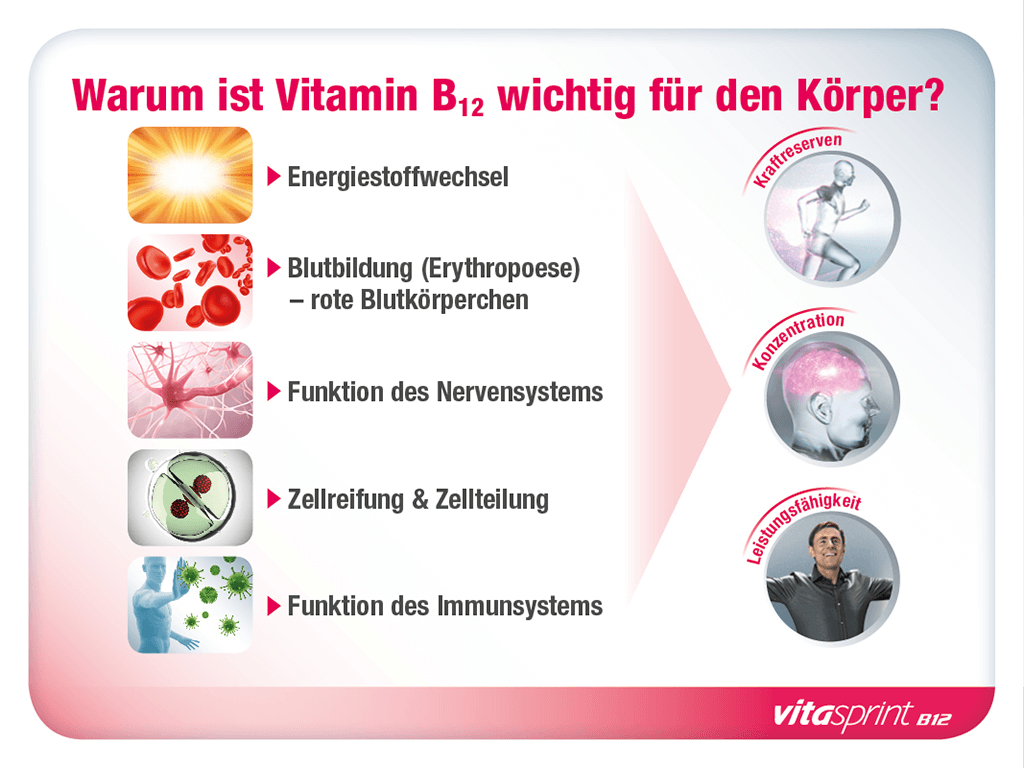 Warum ist Vitamin B12 wichtig für den Körper?
Energiestoffwechsel
Blutbildung (Erythropoese)
– rote Blutkörperchen
Funktion des Nervensystems
Zellreifung & Zellteilung
Funktion des Immunsystems
Kraftreserven
Konzentration
Leistungsfähigkeit
vitasprint B12